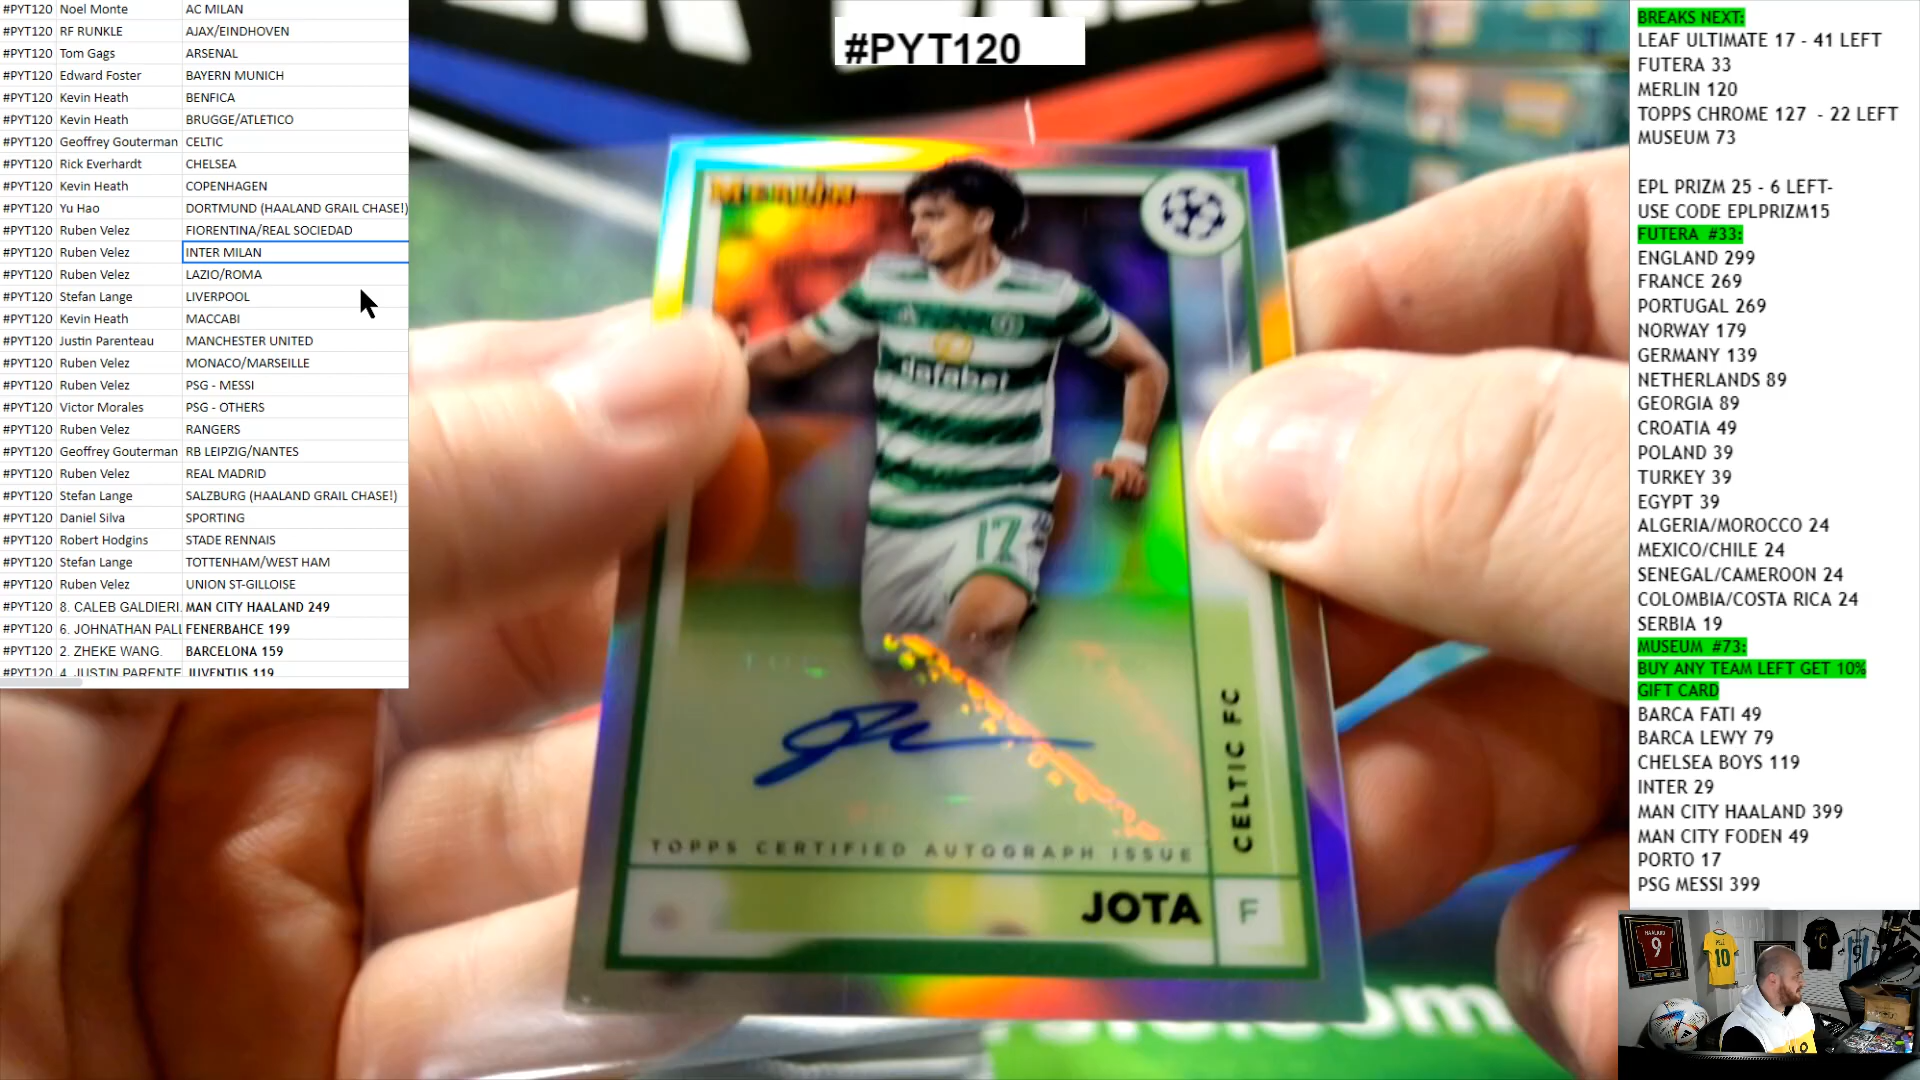 #PYT120 Noel Monte AC MILAN
#PYT120 RF RUNKLE AJAX/EINDHOVEN
#PYT120 Tom Gags ARSENAL
#PYT120 Edward Foster BAYERN MUNICH
#PYT120 Kevin Heath BENFICA
#PYT120 Kevin Heath BRUGGE/ATLETICO
#PYT120 Geoffrey Gouterman CELTIC
#PYT120 Rick Everhardt CHELSEA
#PYT120 Kevin Heath COPENHAGEN
#PYT120 Yu Hao DORTMUND (HAALAND GRAIL CHASE!)
#PYT120 Ruben Velez FIORENTINA/REAL SOCIEDAD
#PYT120 Ruben Velez INTER MILAN
#PYT120 Ruben Velez LAZIO/ROMA
#PYT120 Stefan Lange LIVERPOOL
#PYT120 Kevin Heath MACCABI
#PYT120 Justin Parenteau MANCHESTER UNITED
#PYT120 Ruben Velez MONACO/MARSEILLE
#PYT120 Ruben Velez PSG - MESSI
#PYT120 Victor Morales PSG - OTHERS
#PYT120 Ruben Velez RANGERS
#PYT120 Geoffrey Gouterman RB LEIPZIG/NANTES
#PYT120 Ruben Velez REAL MADRID
#PYT120 Stefan Lange SALZBURG (HAALAND GRAIL CHASE!)
#PYT120 Daniel Silva SPORTING
#PYT120 Robert Hodgins STADE RENNAIS
#PYT120 Stefan Lange TOTTENHAM/WEST HAM
#PYT120 Ruben Velez UNION ST-GILLOISE
#PYT120 8. CALEB GALDIERI. MAN CITY HAALAND 249
#PYT120 6. JOHNATHAN PALL FENERBAHCE 199
#PYT120 2. ZHEKE WANG. BARCELONA 159
#PYT120 4. JUSTIN PARENTE JUVENTUS 119
#PYT120
MERLIN
dafabet
17
CELTIC FC
TOPPS CERTIFIED AUTOGRAPH ISSUE
JOTA F
BREAKS NEXT:
LEAF ULTIMATE 17 - 41 LEFT
FUTERA 33
MERLIN 120
TOPPS CHROME 127 - 22 LEFT
MUSEUM 73
EPL PRIZM 25 - 6 LEFT-
USE CODE EPLPRIZM15
FUTERA #33:
ENGLAND 299
FRANCE 269
PORTUGAL 269
NORWAY 179
GERMANY 139
NETHERLANDS 89
GEORGIA 89
CROATIA 49
POLAND 39
TURKEY 39
EGYPT 39
ALGERIA/MOROCCO 24
MEXICO/CHILE 24
SENEGAL/CAMEROON 24
COLOMBIA/COSTA RICA 24
SERBIA 19
MUSEUM #73:
BUY ANY TEAM LEFT GET 10%
GIFT CARD
BARCA FATI 49
BARCA LEWY 79
CHELSEA BOYS 119
INTER 29
MAN CITY HAALAND 399
MAN CITY FODEN 49
PORTO 17
PSG MESSI 399
HAALAND
9
10